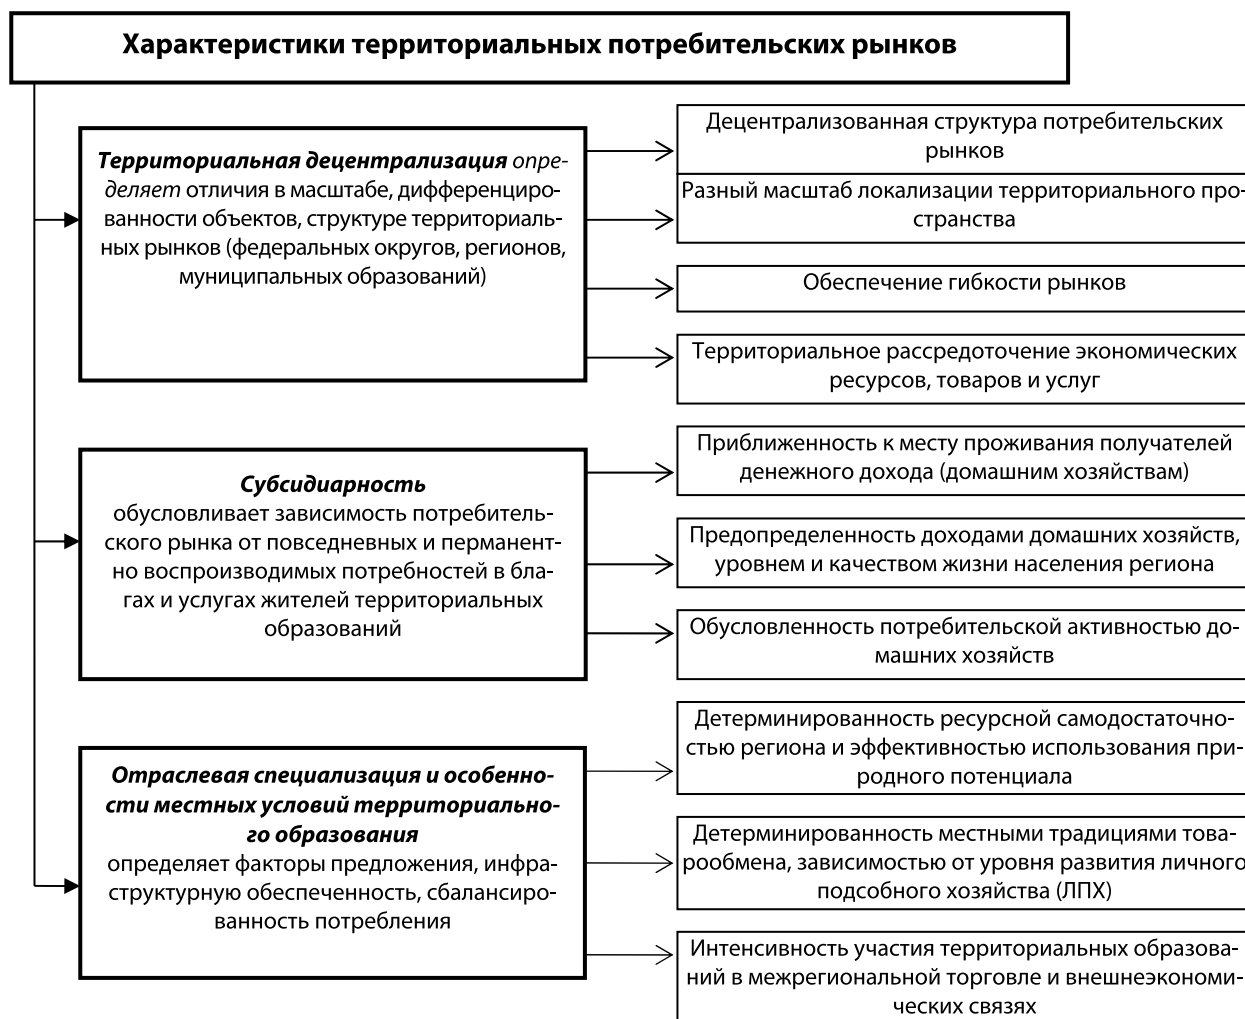 Характеристики территориальных потребительских рынков
Территориальная децентрализация опре-
деляет отличия в масштабе, дифференциро-
ванности объектов, структуре территориаль-
ных рынков (федеральных округов, регионов,
муниципальных образований)
Децентрализованная структура потребительских
рынков
Разный масштаб локализации территориального про-
странства
Обеспечение гибкости рынков
Территориальное рассредоточение экономических
ресурсов, товаров и услуг
Субсидиарность
обусловливает зависимость потребитель-
ского рынка от повседневных и перманент-
но воспроизводимых потребностей в бла-
гах и услугах жителей территориальных
образований
Приближенность к месту проживания получателей
денежного дохода (домашним хозяйствам)
Предопределенность доходами домашних хозяйств,
уровнем и качеством жизни населения региона
Обусловленность потребительской активностью до-
машних хозяйств
Отраслевая специализация и особенно-
сти местных условий территориально-
го образования
определяет факторы предложения, инфра-
структурную обеспеченность, сбалансиро-
ванность потребления
Детерминированность ресурсной самодостаточно-
стью региона и эффективностью использования при-
родного потенциала
Детерминированность местными традициями това-
рообмена, зависимостью от уровня развития личного
подсобного хозяйства (ЛПХ)
Интенсивность участия территориальных образова-
ний в межрегиональной торговле и внешнеэкономи-
ческих связях